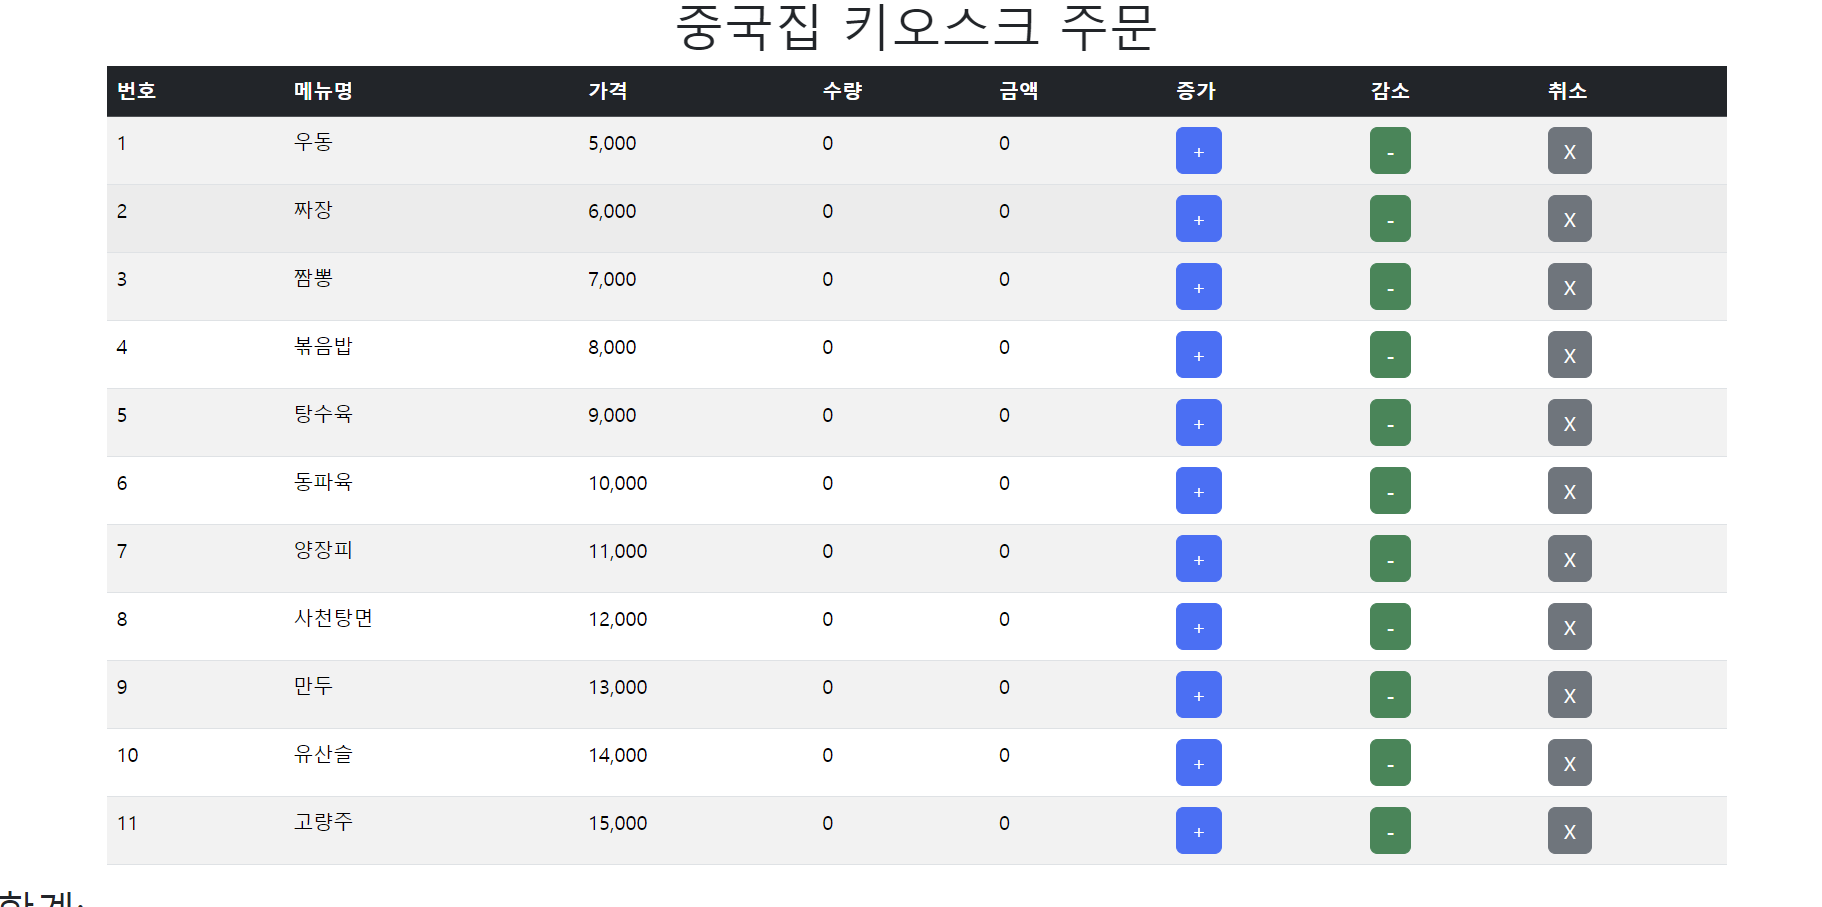 중국집 키오스크 주문
번호 메뉴명 가격 수량 금액 증가 감소 취소
1 우동 5,000 0 0 + - X
2 짜장 6,000 0 0 + - X
3 짬뽕 7,000 0 0 + - X
4 볶음밥 8,000 0 0 + - X
5 탕수육 9,000 0 0 + - X
6 동파육 10,000 0 0 + - X
7 양장피 11,000 0 0 + - X
8 사천탕면 12,000 0 0 + - X
9 만두 13,000 0 0 + - X
10 유산슬 14,000 0 0 + - X
11 고량주 15,000 0 0 + - X
합계: